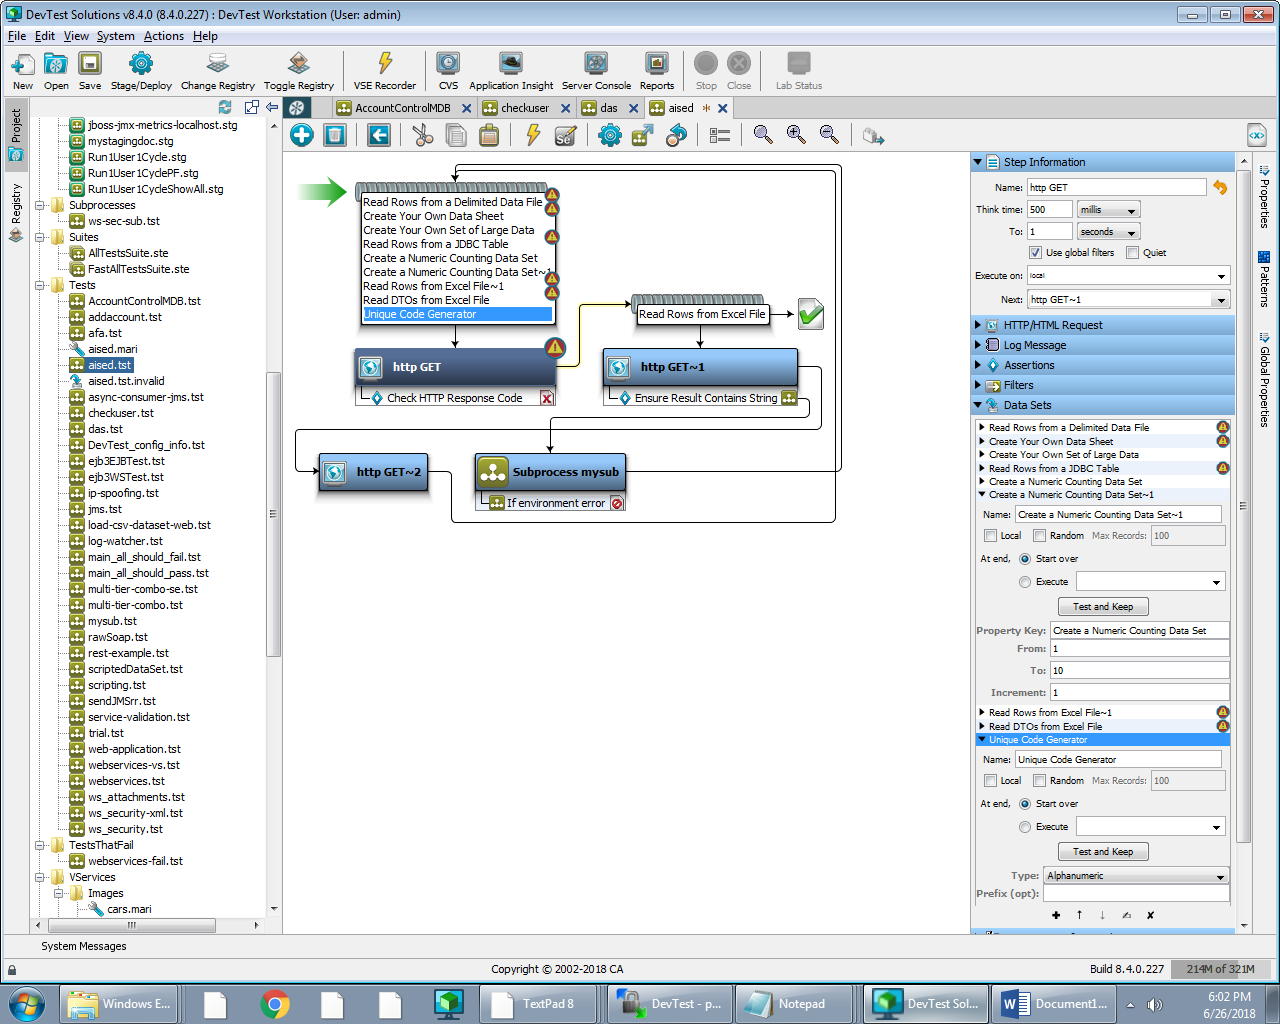 DevTest Solutions v8.4.0 (8.4.0.227) : DevTest Workstation (User: admin)
File Edit View System Actions Help
New Open Save Stage/Deploy Change Registry Toggle Registry VSE Recorder CVS Application Insight Server Console Reports Stop Close Lab Status
Project
Registry
jboss-jmx-metrics-localhost.stg
mystagingdoc.stg
Run1User1Cycle.stg
Run1User1CyclePF.stg
Run1User1CycleShowAll.stg
Subprocesses
ws-sec-sub.tst
Suites
AllTestsSuite.ste
FastAllTestsSuite.ste
Tests
AccountControlMDB.tst
addaccount.tst
afa.tst
aised.mari
aised.tst
aised.tst.invalid
async-consumer-jms.tst
checkuser.tst
das.tst
DevTest_config_info.tst
ejb3EJBTest.tst
ejb3WSTest.tst
ip-spoofing.tst
jms.tst
load-csv-dataset-web.tst
log-watcher.tst
main_all_should_fail.tst
main_all_should_pass.tst
multi-tier-combo-se.tst
multi-tier-combo.tst
mysub.tst
rawSoap.tst
rest-example.tst
scriptedDataSet.tst
scripting.tst
sendJMSrr.tst
service-validation.tst
trial.tst
web-application.tst
webservices-vs.tst
webservices.tst
ws_attachments.tst
ws_security-xml.tst
ws_security.tst
TestsThatFail
webservices-fail.tst
VServices
Images
cars.mari
AccountControlMDB checkuser das aised
Read Rows from a Delimited Data File
Create Your Own Data Sheet
Create Your Own Set of Large Data
Read Rows from a JDBC Table
Create a Numeric Counting Data Set
Create a Numeric Counting Data Set~1
Read Rows from Excel File~1
Read DTOs from Excel File
Unique Code Generator
Read Rows from Excel File
http GET
Check HTTP Response Code
http GET~1
Ensure Result Contains String
http GET~2
Subprocess mysub
If environment error
Step Information
Name: http GET
Think time: 500 millis
To: 1 seconds
Use global filters Quiet
Execute on: local
Next: http GET~1
HTTP/HTML Request
Log Message
Assertions
Filters
Data Sets
Read Rows from a Delimited Data File
Create Your Own Data Sheet
Create Your Own Set of Large Data
Read Rows from a JDBC Table
Create a Numeric Counting Data Set
Create a Numeric Counting Data Set~1
Name: Create a Numeric Counting Data Set~1
Local Random Max Records: 100
At end, Start over
Execute
Test and Keep
Property Key: Create a Numeric Counting Data Set
From: 1
To: 10
Increment: 1
Read Rows from Excel File~1
Read DTOs from Excel File
Unique Code Generator
Name: Unique Code Generator
Local Random Max Records: 100
At end, Start over
Execute
Test and Keep
Type: Alphanumeric
Prefix (opt):
Properties
Step Properties
Global Properties
System Messages
Copyright © 2002-2018 CA
Build 8.4.0.227 214M of 321M
Windows E... TextPad 8 DevTest - p... Notepad DevTest Sol... Document1...
6:02 PM
6/26/2018